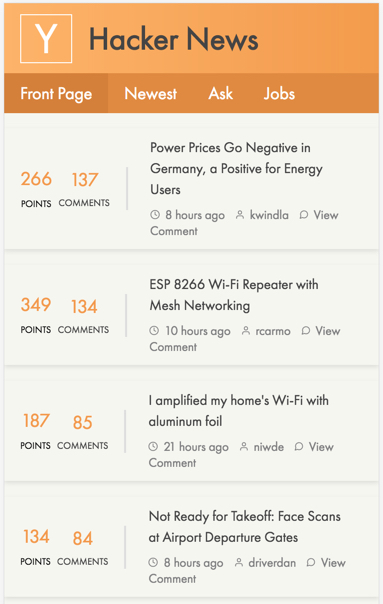 Y Hacker News
Front Page Newest Ask Jobs
266 137
POINTS COMMENTS
Power Prices Go Negative in
Germany, a Positive for Energy
Users
8 hours ago kwindla View
Comment
349 134
POINTS COMMENTS
ESP 8266 Wi-Fi Repeater with
Mesh Networking
10 hours ago rcarmo View
Comment
187 85
POINTS COMMENTS
I amplified my home's Wi-Fi with
aluminum foil
21 hours ago niwde View
Comment
134 84
POINTS COMMENTS
Not Ready for Takeoff: Face Scans
at Airport Departure Gates
8 hours ago driverdan View
Comment